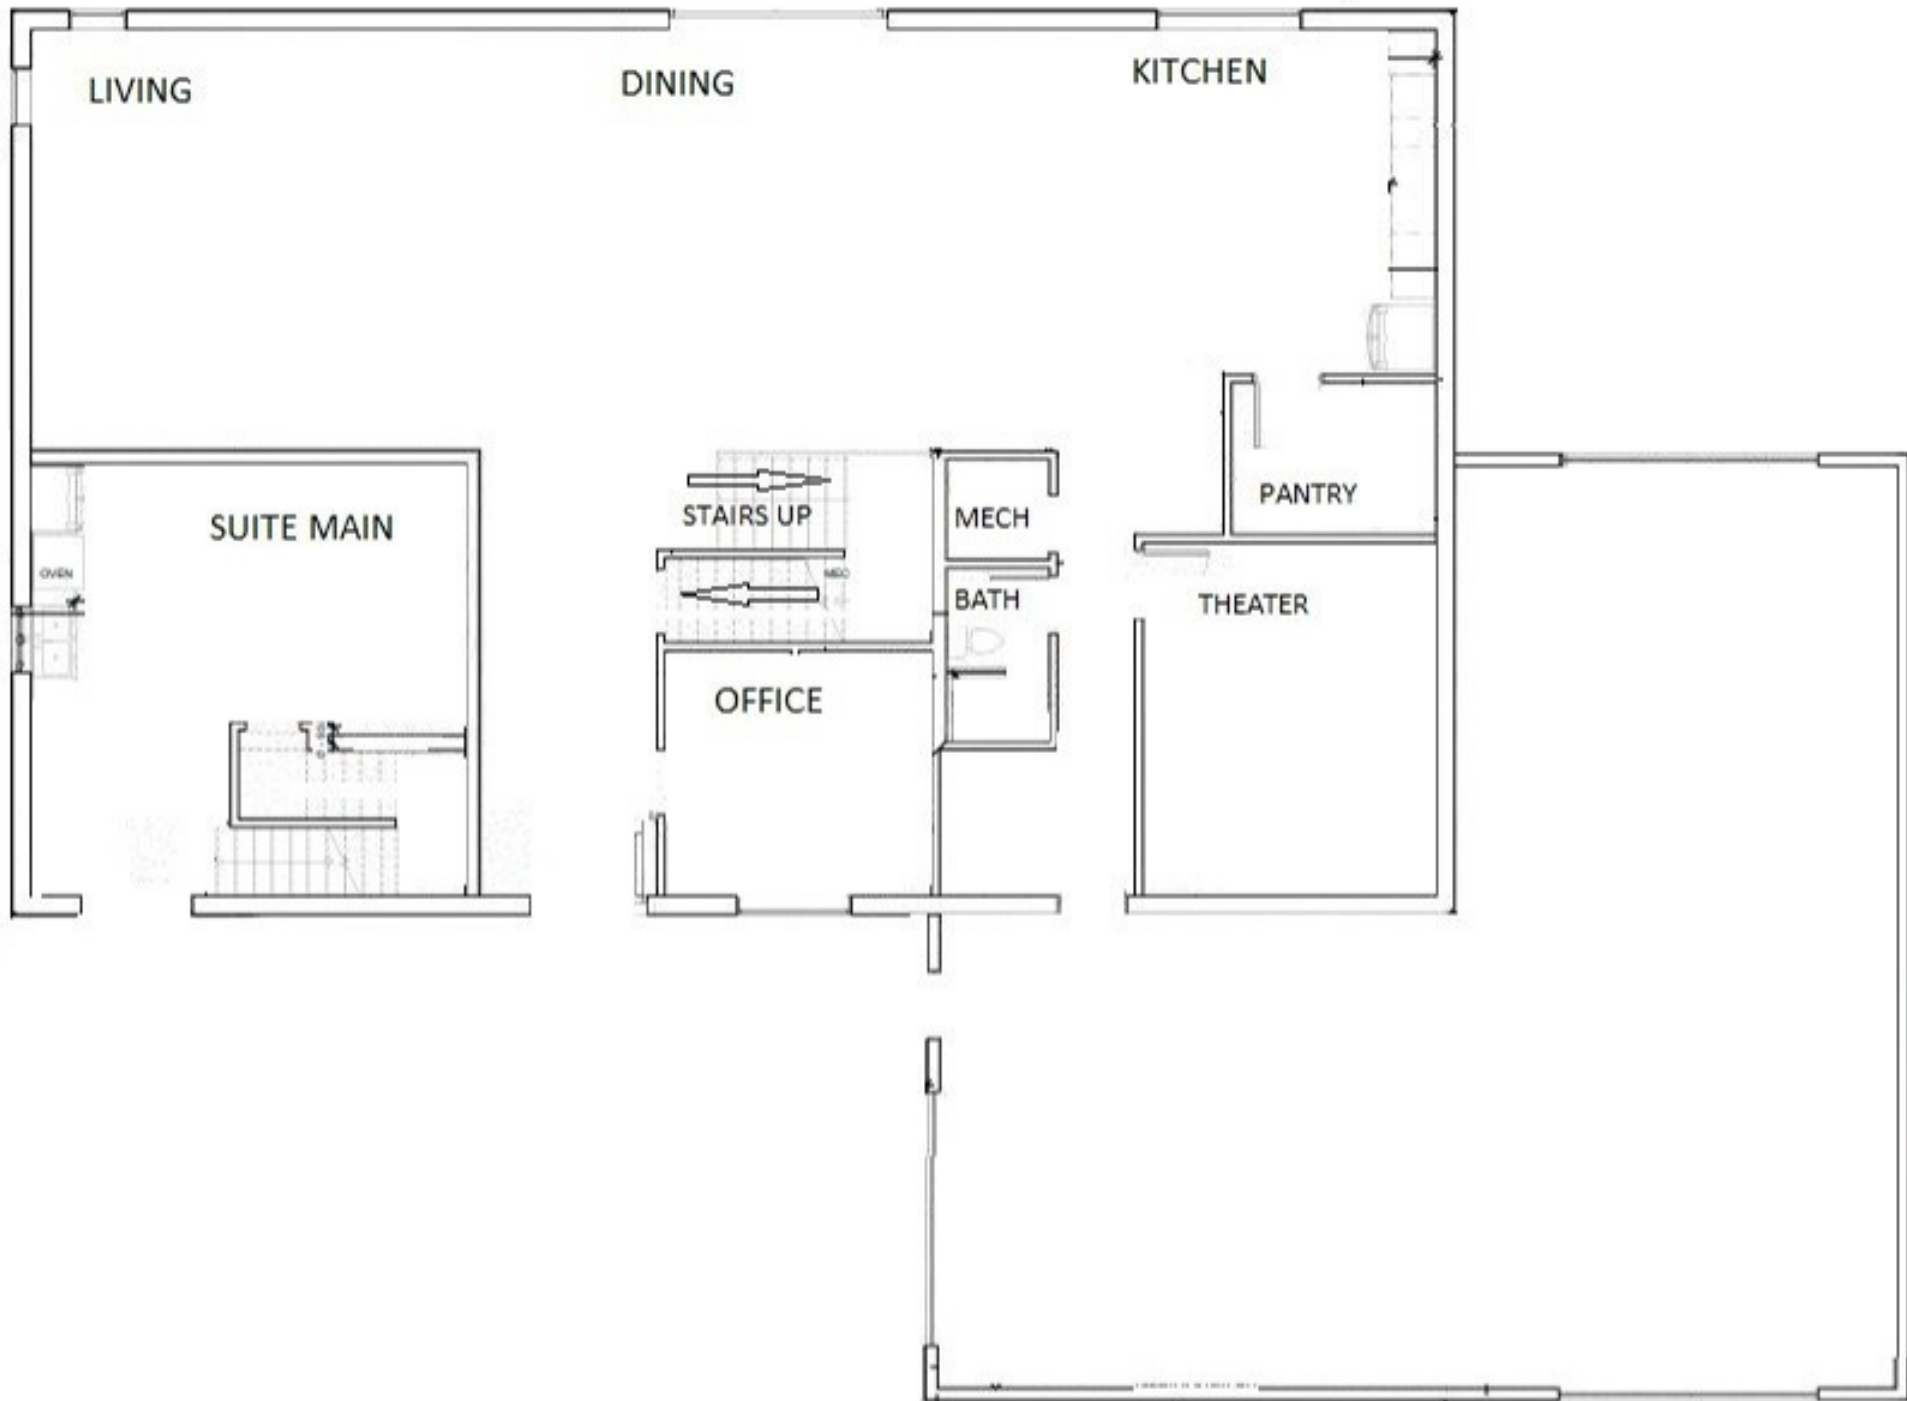 LIVING
DINING
KITCHEN
SUITE MAIN
STAIRS UP
MECH
PANTRY
OVEN
BATH
THEATER
OFFICE